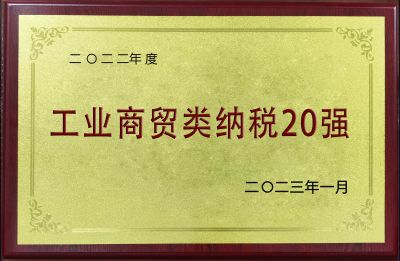 二〇二二年度
工业商贸类纳税20强
二〇二三年一月